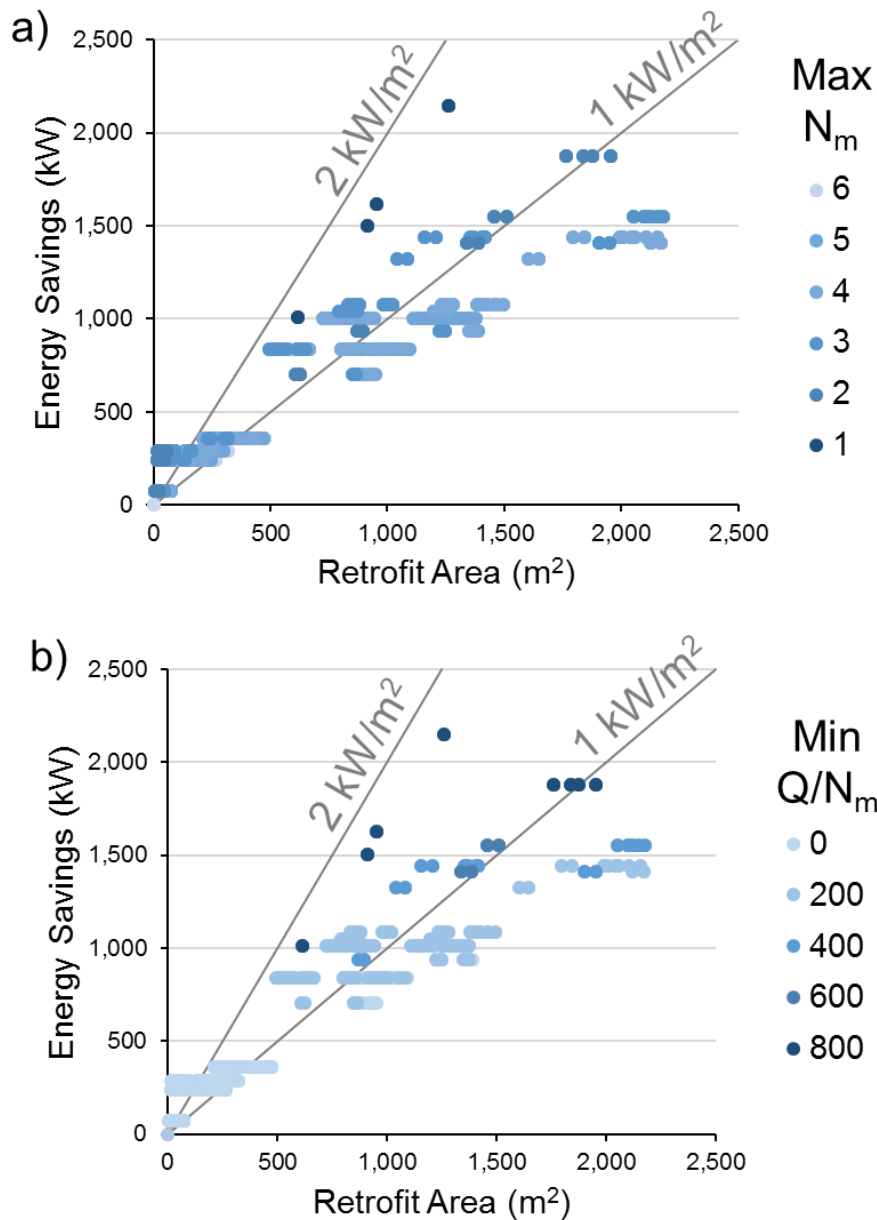 a)
2,500
2,000
1,500
1,000
500
0
Energy Savings (kW)
2 kW/m²
1 kW/m²
0
500
1,000
1,500
2,000
2,500
Retrofit Area (m²)
Max
Nm
6
5
4
3
2
1
b)
2,500
2,000
1,500
1,000
500
0
Energy Savings (kW)
2 kW/m²
1 kW/m²
0
500
1,000
1,500
2,000
2,500
Retrofit Area (m²)
Min
Q/Nm
0
200
400
600
800